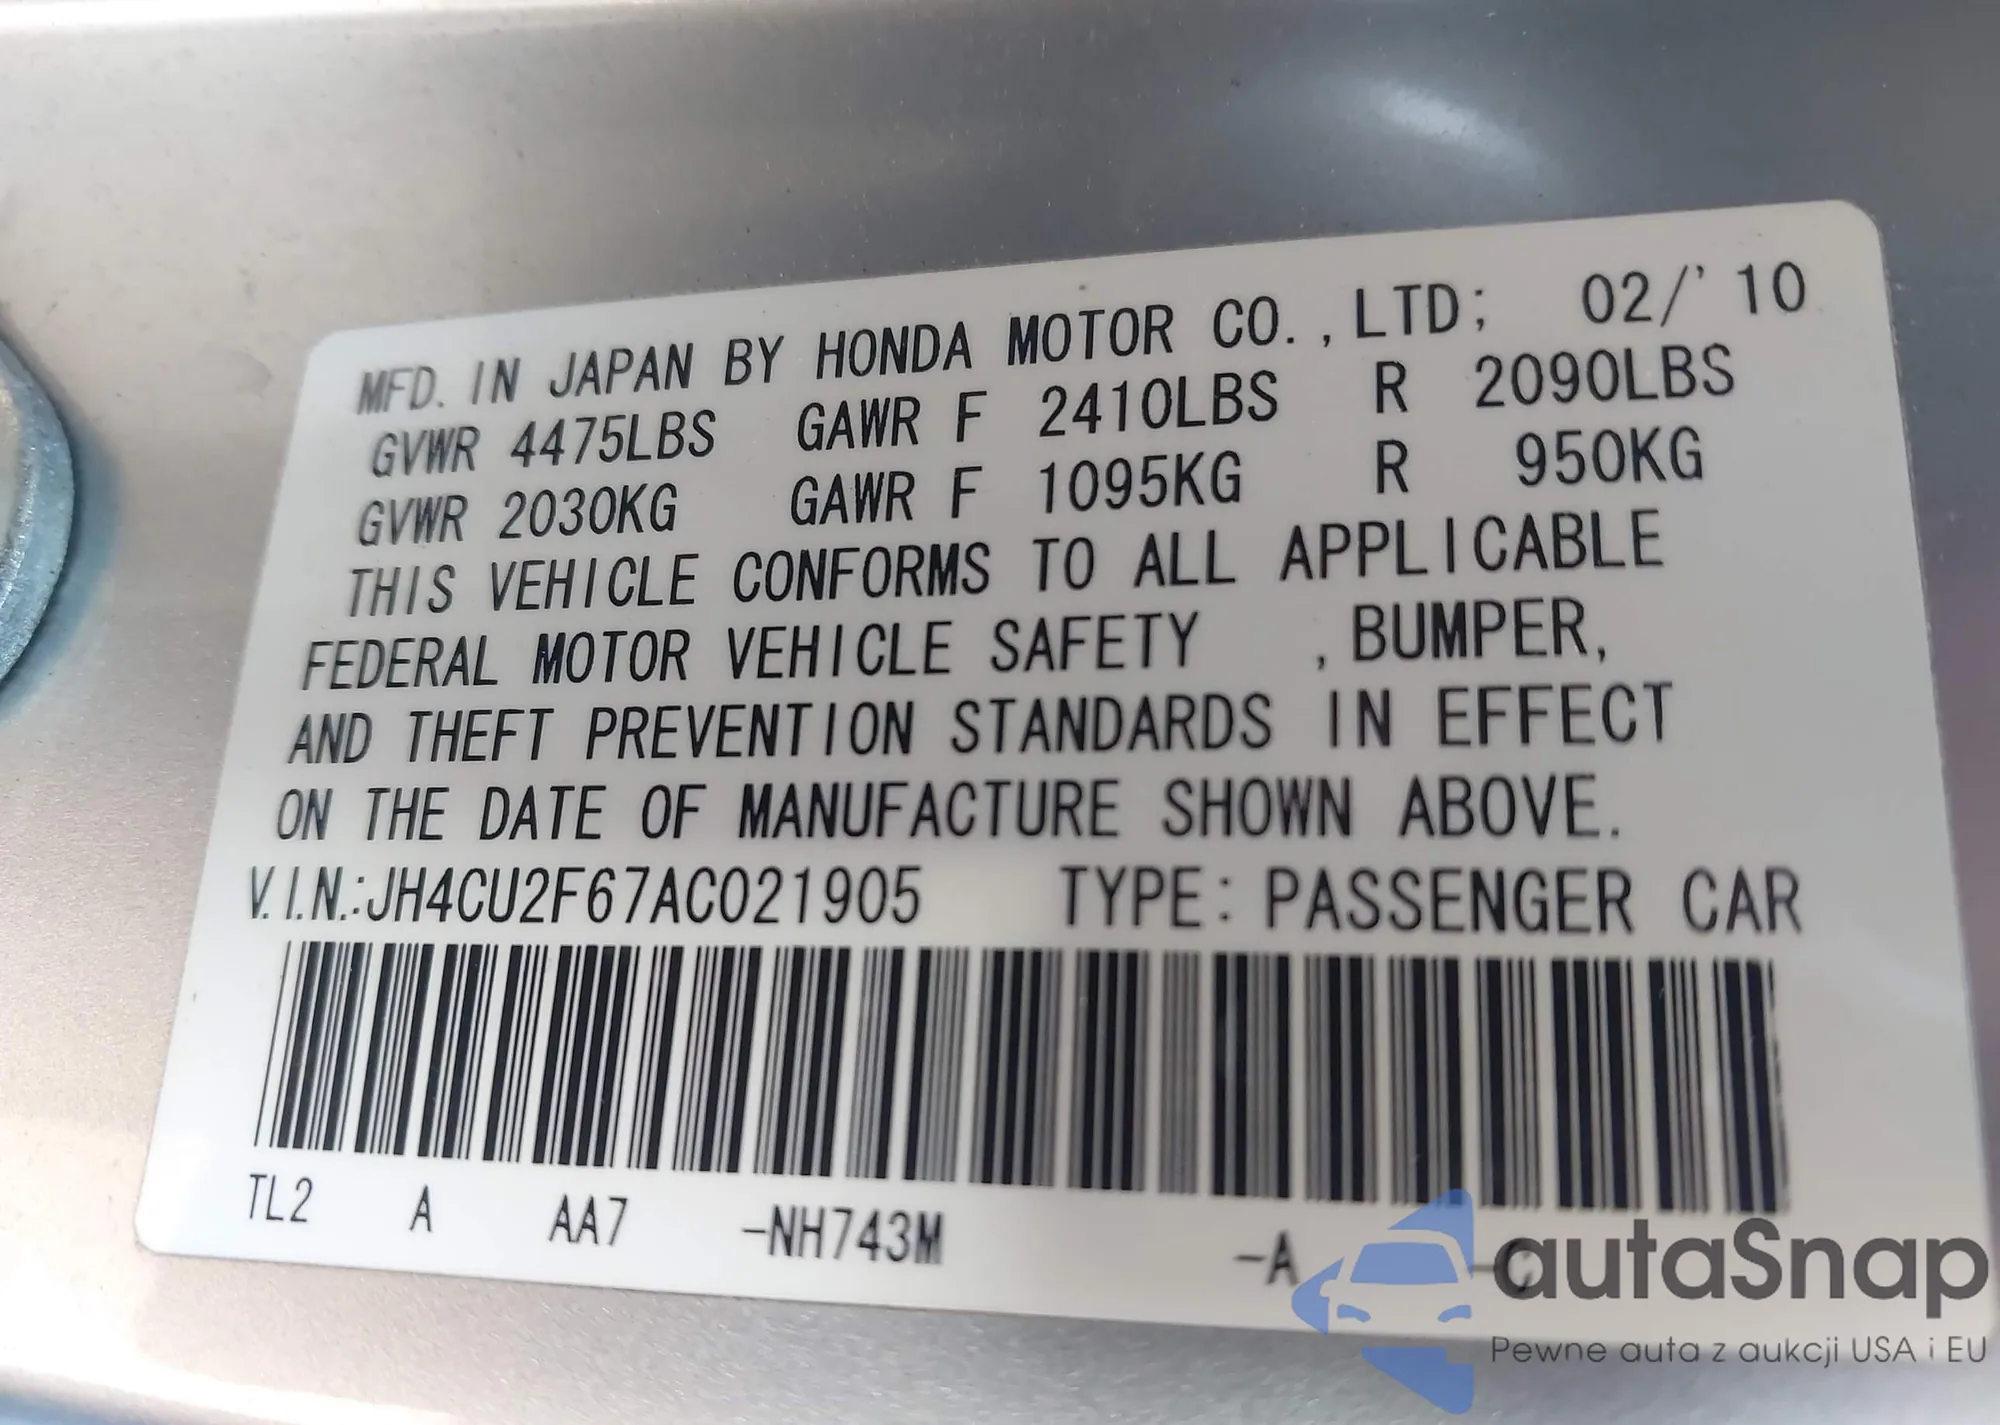 MFD. IN JAPAN BY HONDA MOTOR CO., LTD; 02/'10
GVWR 4475LBS GAWR F 2410LBS R 2090LBS
GVWR 2030KG GAWR F 1095KG R 950KG
THIS VEHICLE CONFORMS TO ALL APPLICABLE
FEDERAL MOTOR VEHICLE SAFETY , BUMPER,
AND THEFT PREVENTION STANDARDS IN EFFECT
ON THE DATE OF MANUFACTURE SHOWN ABOVE.
V.I.N.:JH4CU2F67AC021905 TYPE: PASSENGER CAR
TL2 A AA7 -NH743M -A -C
autaSnap
Pewne auta z aukcji USA i EU